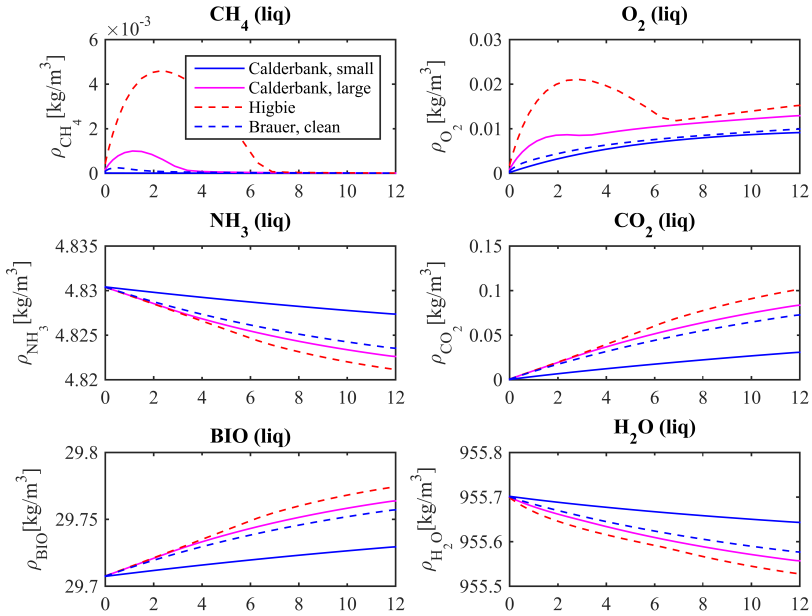 CH4 (liq)
×10-3
6
4
2
0
ρCH4 [kg/m3]
Calderbank, small
Calderbank, large
Higbie
Brauer, clean
0 2 4 6 8 10 12
O2 (liq)
0.03
0.02
0.01
0
ρO2 [kg/m3]
0 2 4 6 8 10 12
NH3 (liq)
4.835
4.83
4.825
4.82
ρNH3 [kg/m3]
0 2 4 6 8 10 12
CO2 (liq)
0.15
0.1
0.05
0
ρCO2 [kg/m3]
0 2 4 6 8 10 12
BIO (liq)
29.8
29.75
29.7
ρBIO[kg/m3]
0 2 4 6 8 10 12
H2O (liq)
955.8
955.7
955.6
955.5
ρH2O[kg/m3]
0 2 4 6 8 10 12